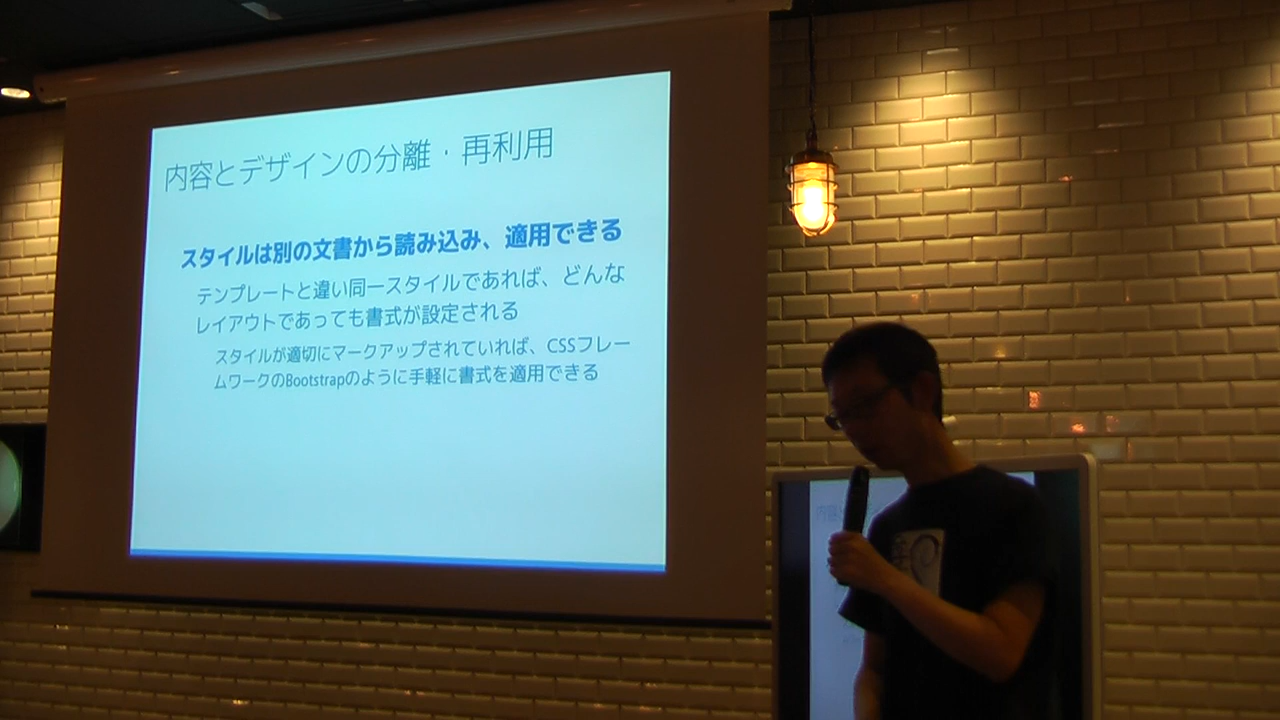 内容とデザインの分離・再利用
スタイルは別の文書から読み込み、適用できる
テンプレートと違い同一スタイルであれば、どんな
レイアウトであっても書式が設定される
スタイルが適切にマークアップされていれば、CSSフレー
ムワークのBootstrapのように手軽に書式を適用できる
内容